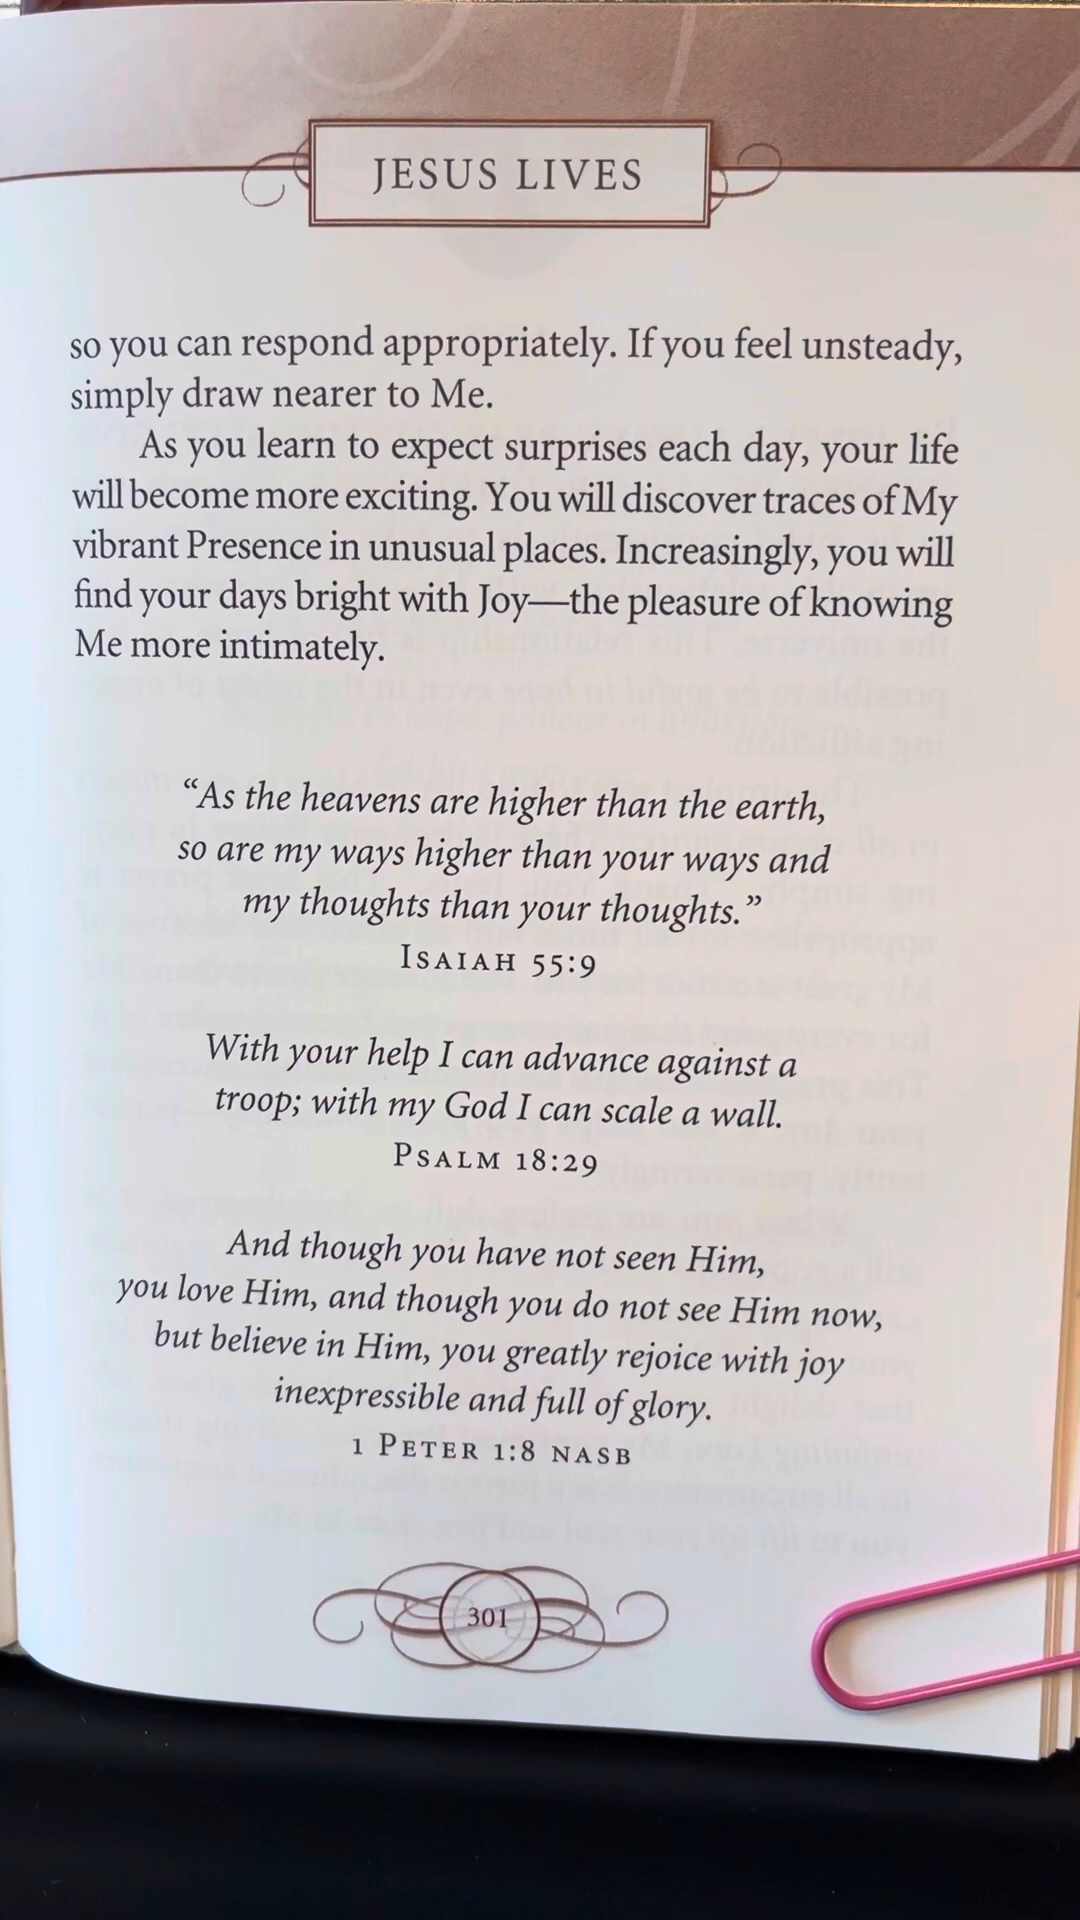 JESUS LIVES
so you can respond appropriately. If you feel unsteady,
simply draw nearer to Me.
As you learn to expect surprises each day, your life
will become more exciting. You will discover traces of My
vibrant Presence in unusual places. Increasingly, you will
find your days bright with Joy—the pleasure of knowing
Me more intimately.
“As the heavens are higher than the earth,
so are my ways higher than your ways and
my thoughts than your thoughts.”
ISAIAH 55:9
With your help I can advance against a
troop; with my God I can scale a wall.
PSALM 18:29
And though you have not seen Him,
you love Him, and though you do not see Him now,
but believe in Him, you greatly rejoice with joy
inexpressible and full of glory.
1 PETER 1:8 NASB
301